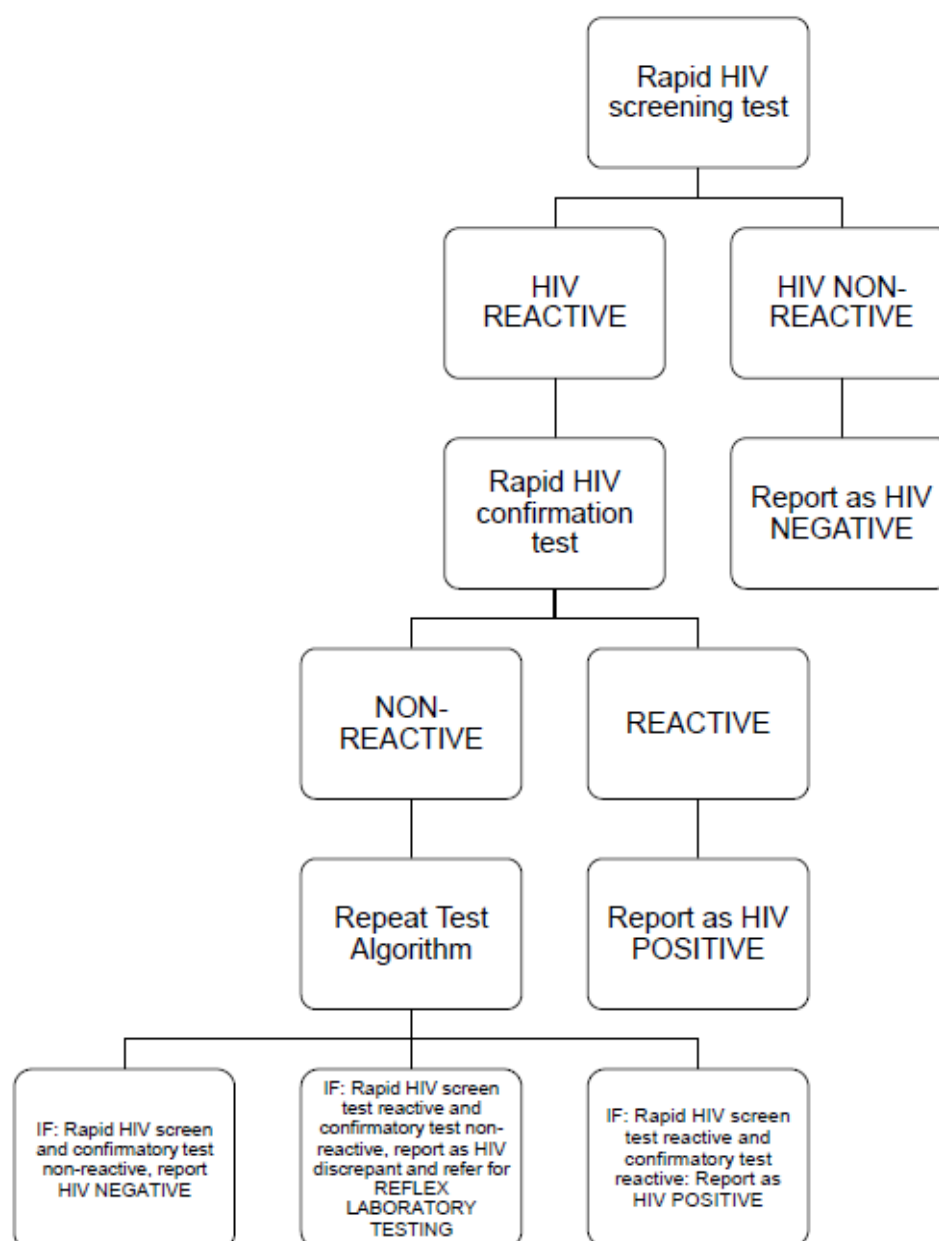 Rapid HIV
screening test
HIV
REACTIVE
HIV NON-
REACTIVE
Rapid HIV
confirmation
test
Report as HIV
NEGATIVE
NON-
REACTIVE
REACTIVE
Repeat Test
Algorithm
Report as HIV
POSITIVE
IF: Rapid HIV screen
and confirmatory test
non-reactive, report
HIV NEGATIVE
IF: Rapid HIV screen
test reactive and
confirmatory test non-
reactive, report as HIV
discrepant and refer for
REFLEX
LABORATORY
TESTING
IF: Rapid HIV screen
test reactive and
confirmatory test
reactive: Report as
HIV POSITIVE